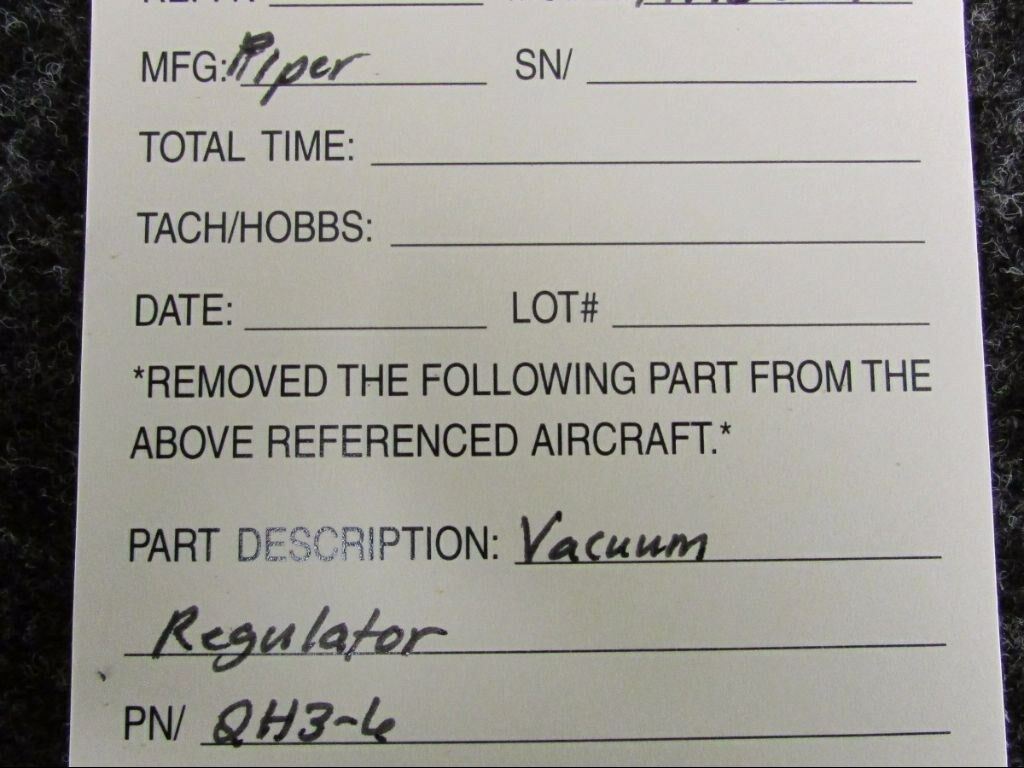 MFG: Piper SN/
TOTAL TIME:
TACH/HOBBS:
DATE: LOT#
*REMOVED THE FOLLOWING PART FROM THE
ABOVE REFERENCED AIRCRAFT.*
PART DESCRIPTION: Vacuum
Regulator
PN/ QH3-6